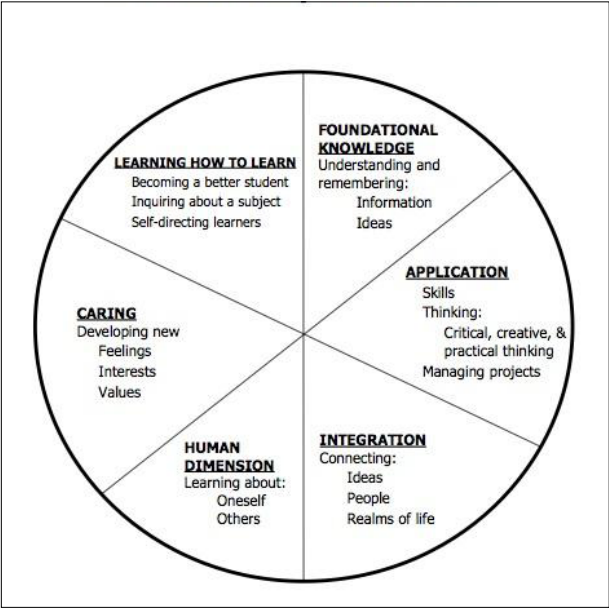 FOUNDATIONAL
KNOWLEDGE
Understanding and
remembering:
Information
Ideas
APPLICATION
Skills
Thinking:
Critical, creative, &
practical thinking
Managing projects
INTEGRATION
Connecting:
Ideas
People
Realms of life
HUMAN
DIMENSION
Learning about:
Oneself
Others
CARING
Developing new
Feelings
Interests
Values
LEARNING HOW TO LEARN
Becoming a better student
Inquiring about a subject
Self-directing learners